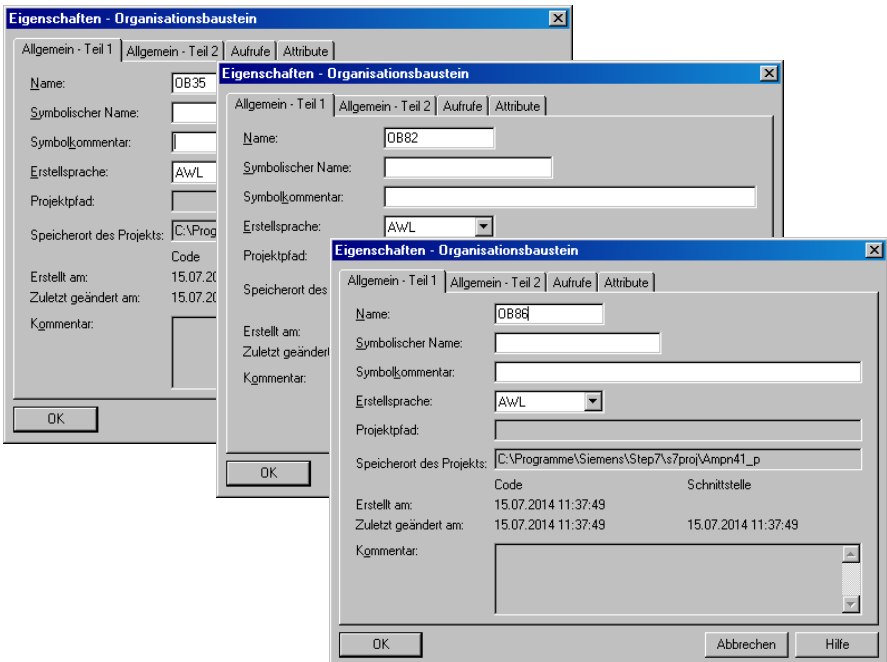 Eigenschaften - Organisationsbaustein
Allgemein - Teil 1 Allgemein - Teil 2 Aufrufe Attribute
Name: OB35
Symbolischer Name:
Symbolkommentar:
Erstellsprache: AWL
Projektpfad:
Speicherort des Projekts: C:\Prog
Code
Erstellt am: 15.07.20
Zuletzt geändert am: 15.07.20
Kommentar:
OK
Eigenschaften - Organisationsbaustein
Allgemein - Teil 1 Allgemein - Teil 2 Aufrufe Attribute
Name: OB82
Symbolischer Name:
Symbolkommentar:
Erstellsprache: AWL
Projektpfad:
Speicherort des
Erstellt am:
Zuletzt geändert
Kommentar:
OK
Eigenschaften - Organisationsbaustein
Allgemein - Teil 1 Allgemein - Teil 2 Aufrufe Attribute
Name: OB86
Symbolischer Name:
Symbolkommentar:
Erstellsprache: AWL
Projektpfad:
Speicherort des Projekts: C:\Programme\Siemens\Step7\s7proj\Ampn41_p
Code Schnittstelle
Erstellt am: 15.07.2014 11:37:49
Zuletzt geändert am: 15.07.2014 11:37:49 15.07.2014 11:37:49
Kommentar:
OK Abbrechen Hilfe